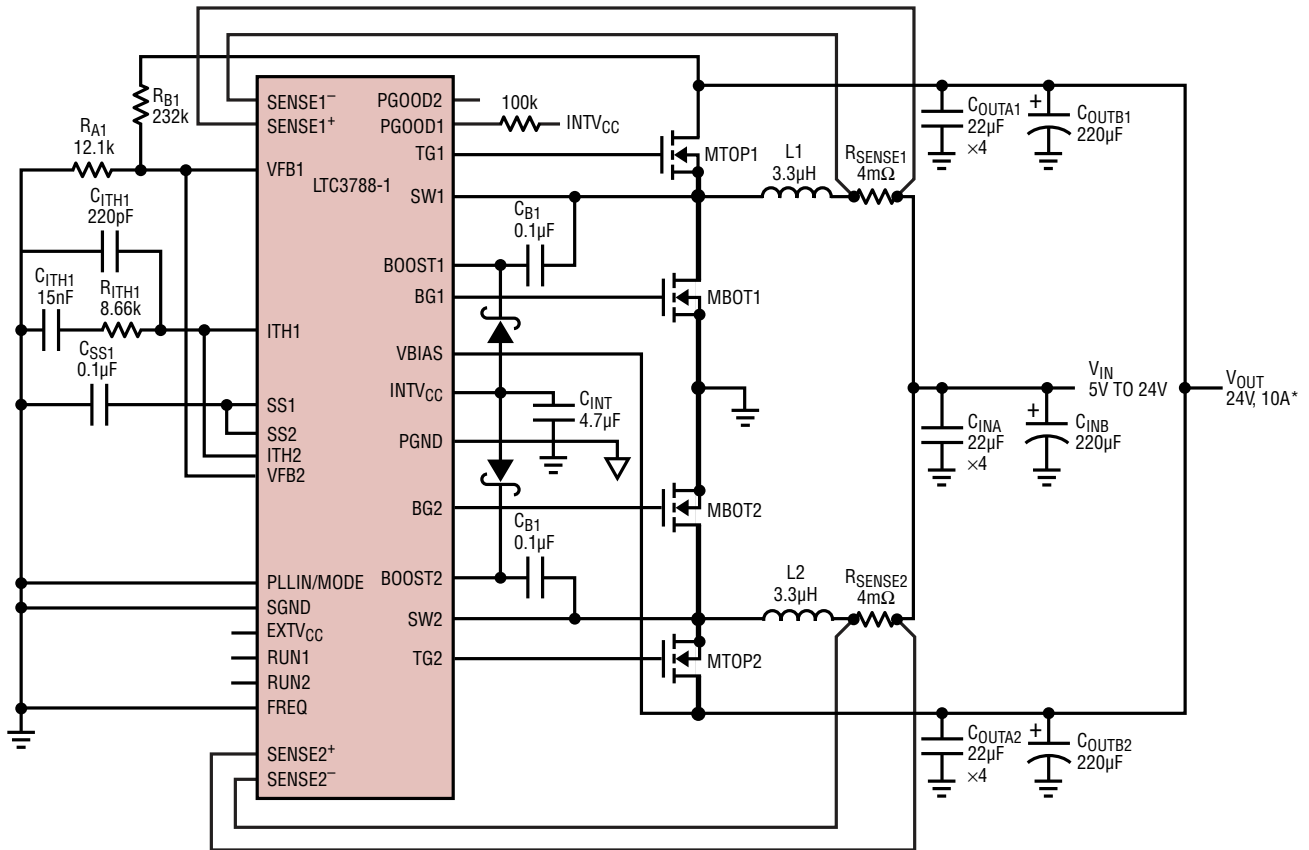 SENSE1−
SENSE1+
VFB1
LTC3788-1
ITH1
SS1
SS2
ITH2
VFB2
PLLIN/MODE
SGND
EXTVCC
RUN1
RUN2
FREQ
SENSE2+
SENSE2−
PGOOD2
PGOOD1
TG1
SW1
BOOST1
BG1
VBIAS
INTVCC
PGND
BG2
BOOST2
SW2
TG2
RB1
232k
RA1
12.1k
CITH1
220pF
CITH1
15nF
RITH1
8.66k
CSS1
0.1µF
100k
INTVCC
CB1
0.1µF
CINT
4.7µF
CB1
0.1µF
MTOP1
MBOT1
MBOT2
MTOP2
L1
3.3µH
RSENSE1
4mΩ
L2
3.3µH
RSENSE2
4mΩ
COUTA1
22µF
×4
+
COUTB1
220µF
VIN
5V TO 24V
CINA
22µF
×4
+
CINB
220µF
VOUT
24V, 10A*
COUTA2
22µF
×4
+
COUTB2
220µF